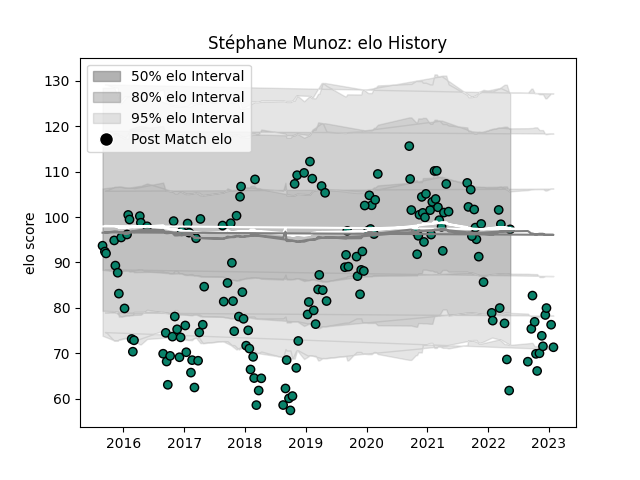 Stéphane Munoz: elo History
50% elo Interval
80% elo Interval
95% elo Interval
Post Match elo
elo score
130
120
110
100
90
80
70
60
2016 2017 2018 2019 2020 2021 2022 2023